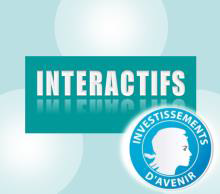 INTERACTIFS
INVESTISSEMENTS
D'AVENIR